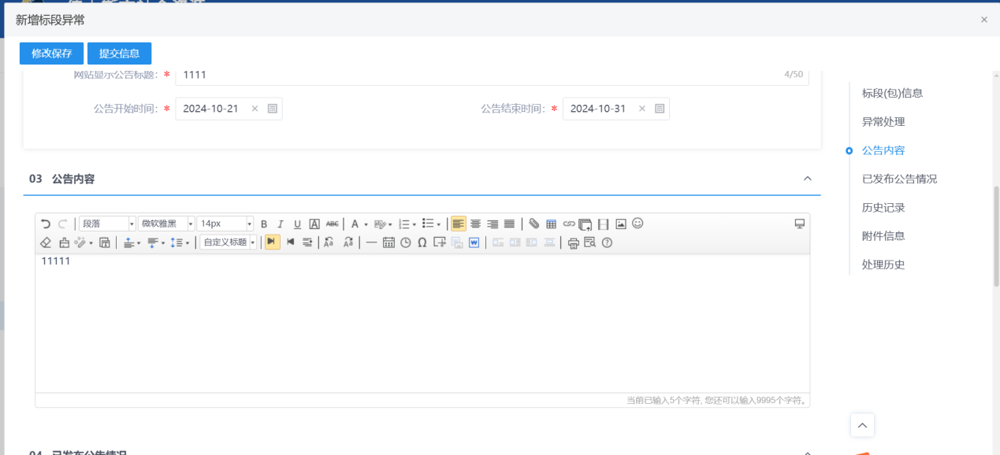 新增标段异常
修改保存 提交信息
网站显示公告标题: * 1111 4/50
公告开始时间: * 2024-10-21 公告结束时间: * 2024-10-31
标段(包)信息
异常处理
公告内容
已发布公告情况
历史记录
附件信息
处理历史
03 公告内容
段落 微软雅黑 14px B I U A ABC A
自定义标题
11111
当前已输入5个字符, 您还可以输入9995个字符。
04 已发布公告情况